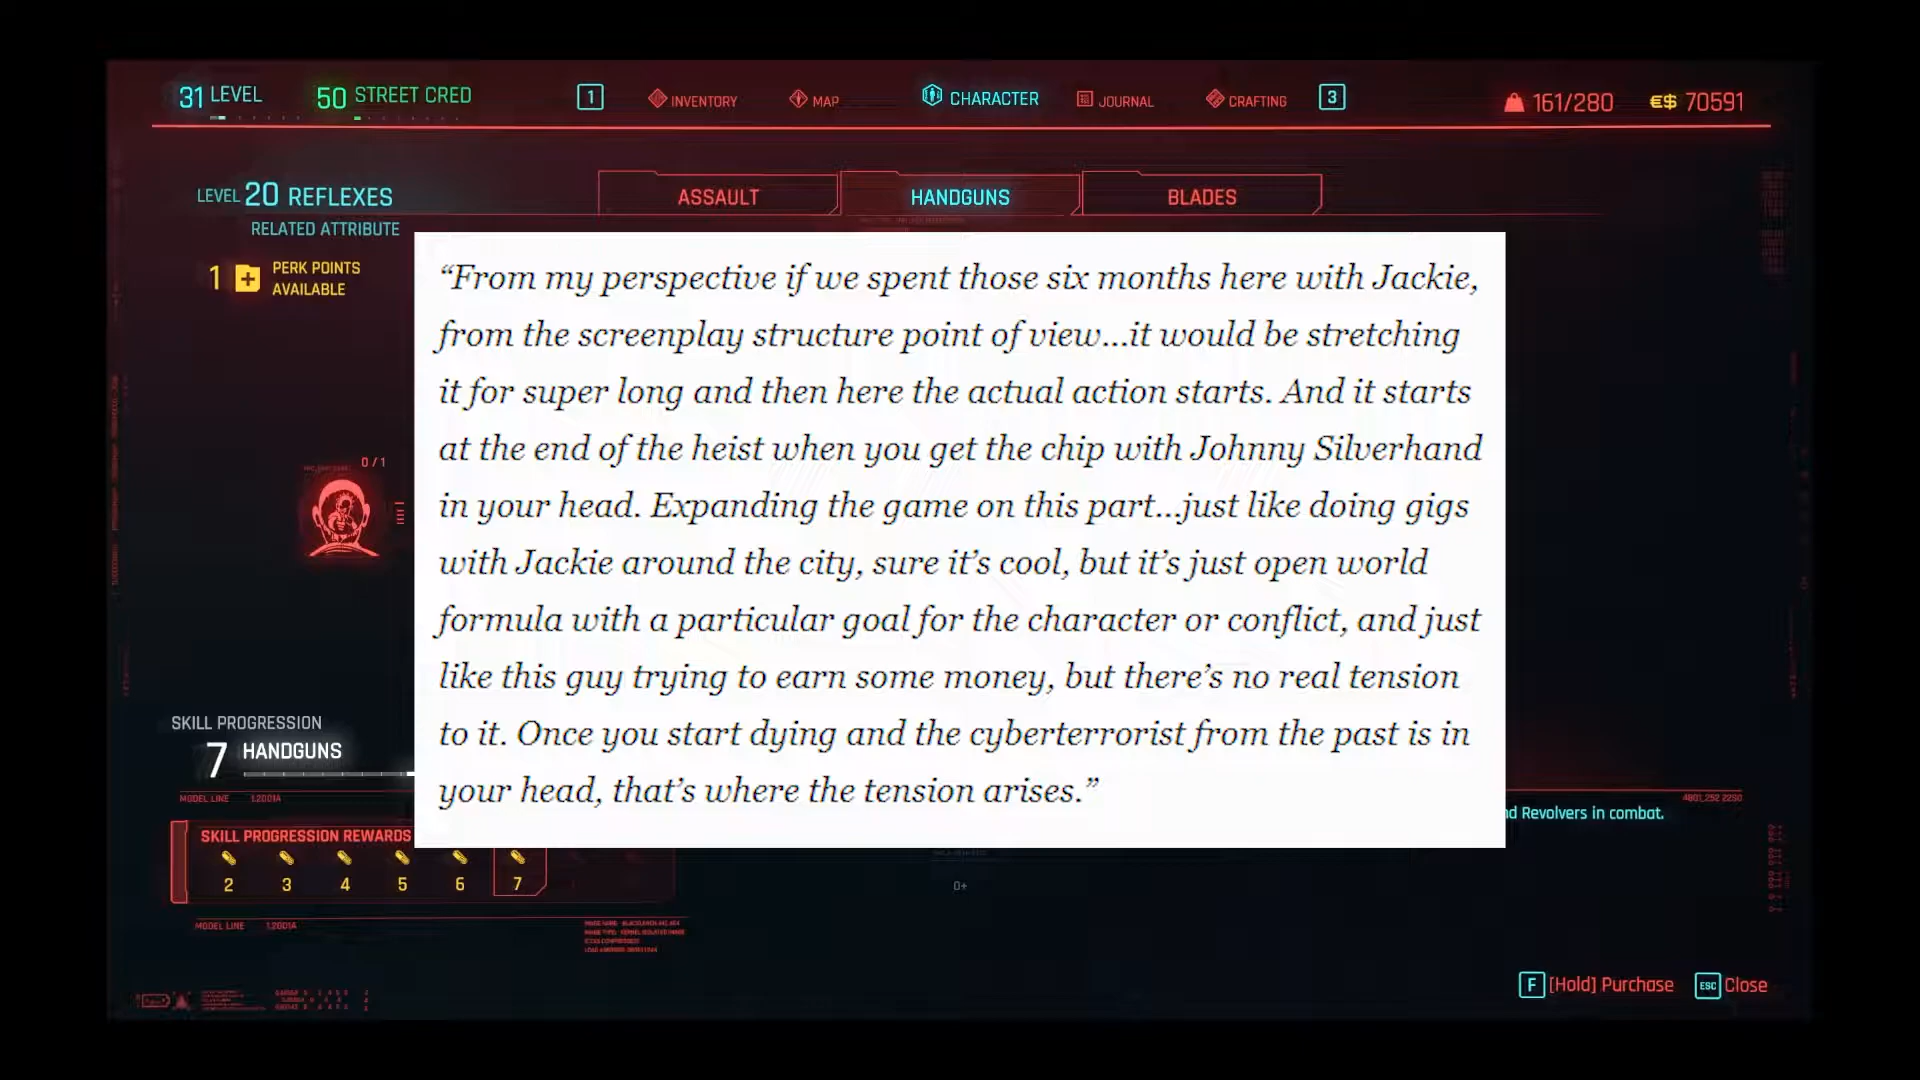 31 LEVEL
50 STREET CRED
1
INVENTORY
MAP
CHARACTER
JOURNAL
CRAFTING
3
161/280
€$ 70591
LEVEL 20 REFLEXES
RELATED ATTRIBUTE
1 PERK POINTS
AVAILABLE
ASSAULT
HANDGUNS
BLADES
“From my perspective if we spent those six months here with Jackie,
from the screenplay structure point of view...it would be stretching
it for super long and then here the actual action starts. And it starts
at the end of the heist when you get the chip with Johnny Silverhand
in your head. Expanding the game on this part...just like doing gigs
with Jackie around the city, sure it’s cool, but it’s just open world
formula with a particular goal for the character or conflict, and just
like this guy trying to earn some money, but there’s no real tension
to it. Once you start dying and the cyberterrorist from the past is in
your head, that’s where the tension arises.”
0/1
SKILL PROGRESSION
7 HANDGUNS
MODEL LINE
nd Revolvers in combat.
SKILL PROGRESSION REWARDS
2 3 4 5 6 7
0+
MODEL LINE
F [Hold] Purchase
ESC Close